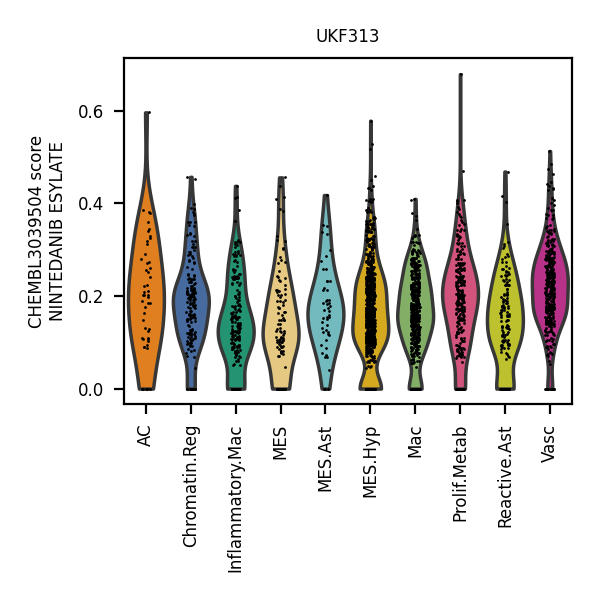 UKF313
CHEMBL3039504 score
NINTEDANIB ESYLATE
0.6
0.4
0.2
0.0
AC
Chromatin.Reg
Inflammatory.Mac
MES
MES.Ast
MES.Hyp
Mac
Prolif.Metab
Reactive.Ast
Vasc